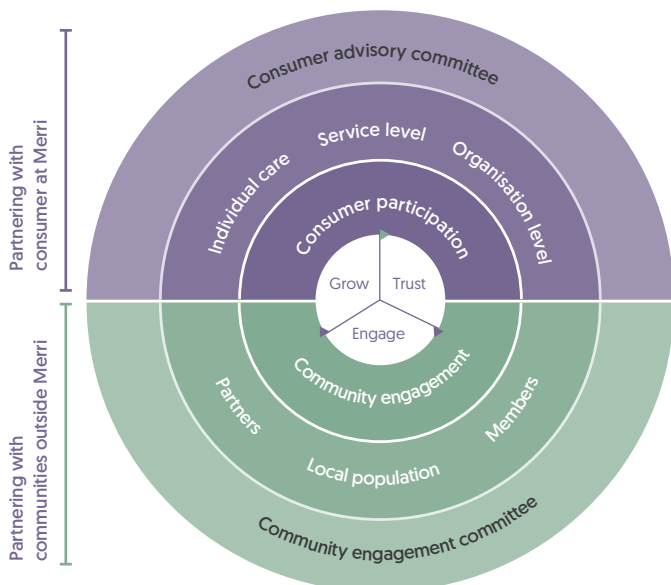 Partnering with
consumer at Merri
Consumer advisory committee
Individual care
Service level
Organisation level
Consumer participation
Grow
Trust
Engage
Partnering with
communities outside Merri
Community engagement
Partners
Local population
Members
Community engagement committee